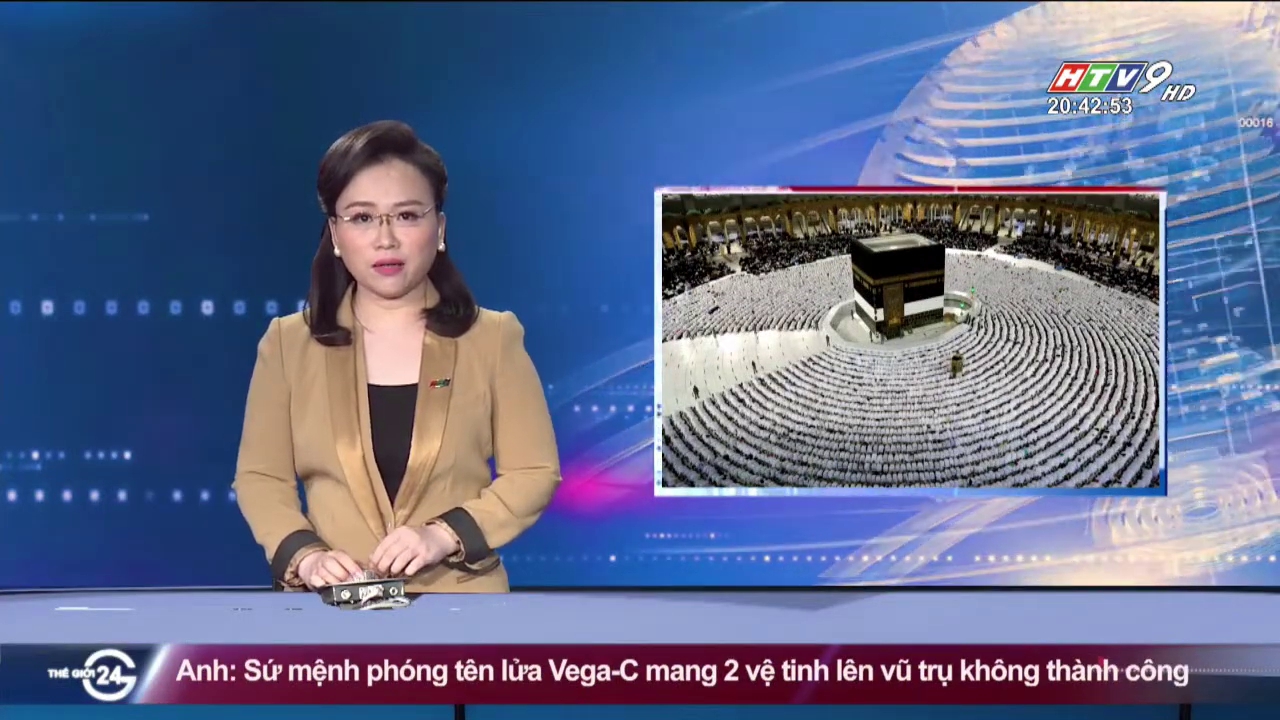 HTV9 HD
20:42:53
00016
THẾ GIỚI 24G
Anh: Sứ mệnh phóng tên lửa Vega-C mang 2 vệ tinh lên vũ trụ không thành công